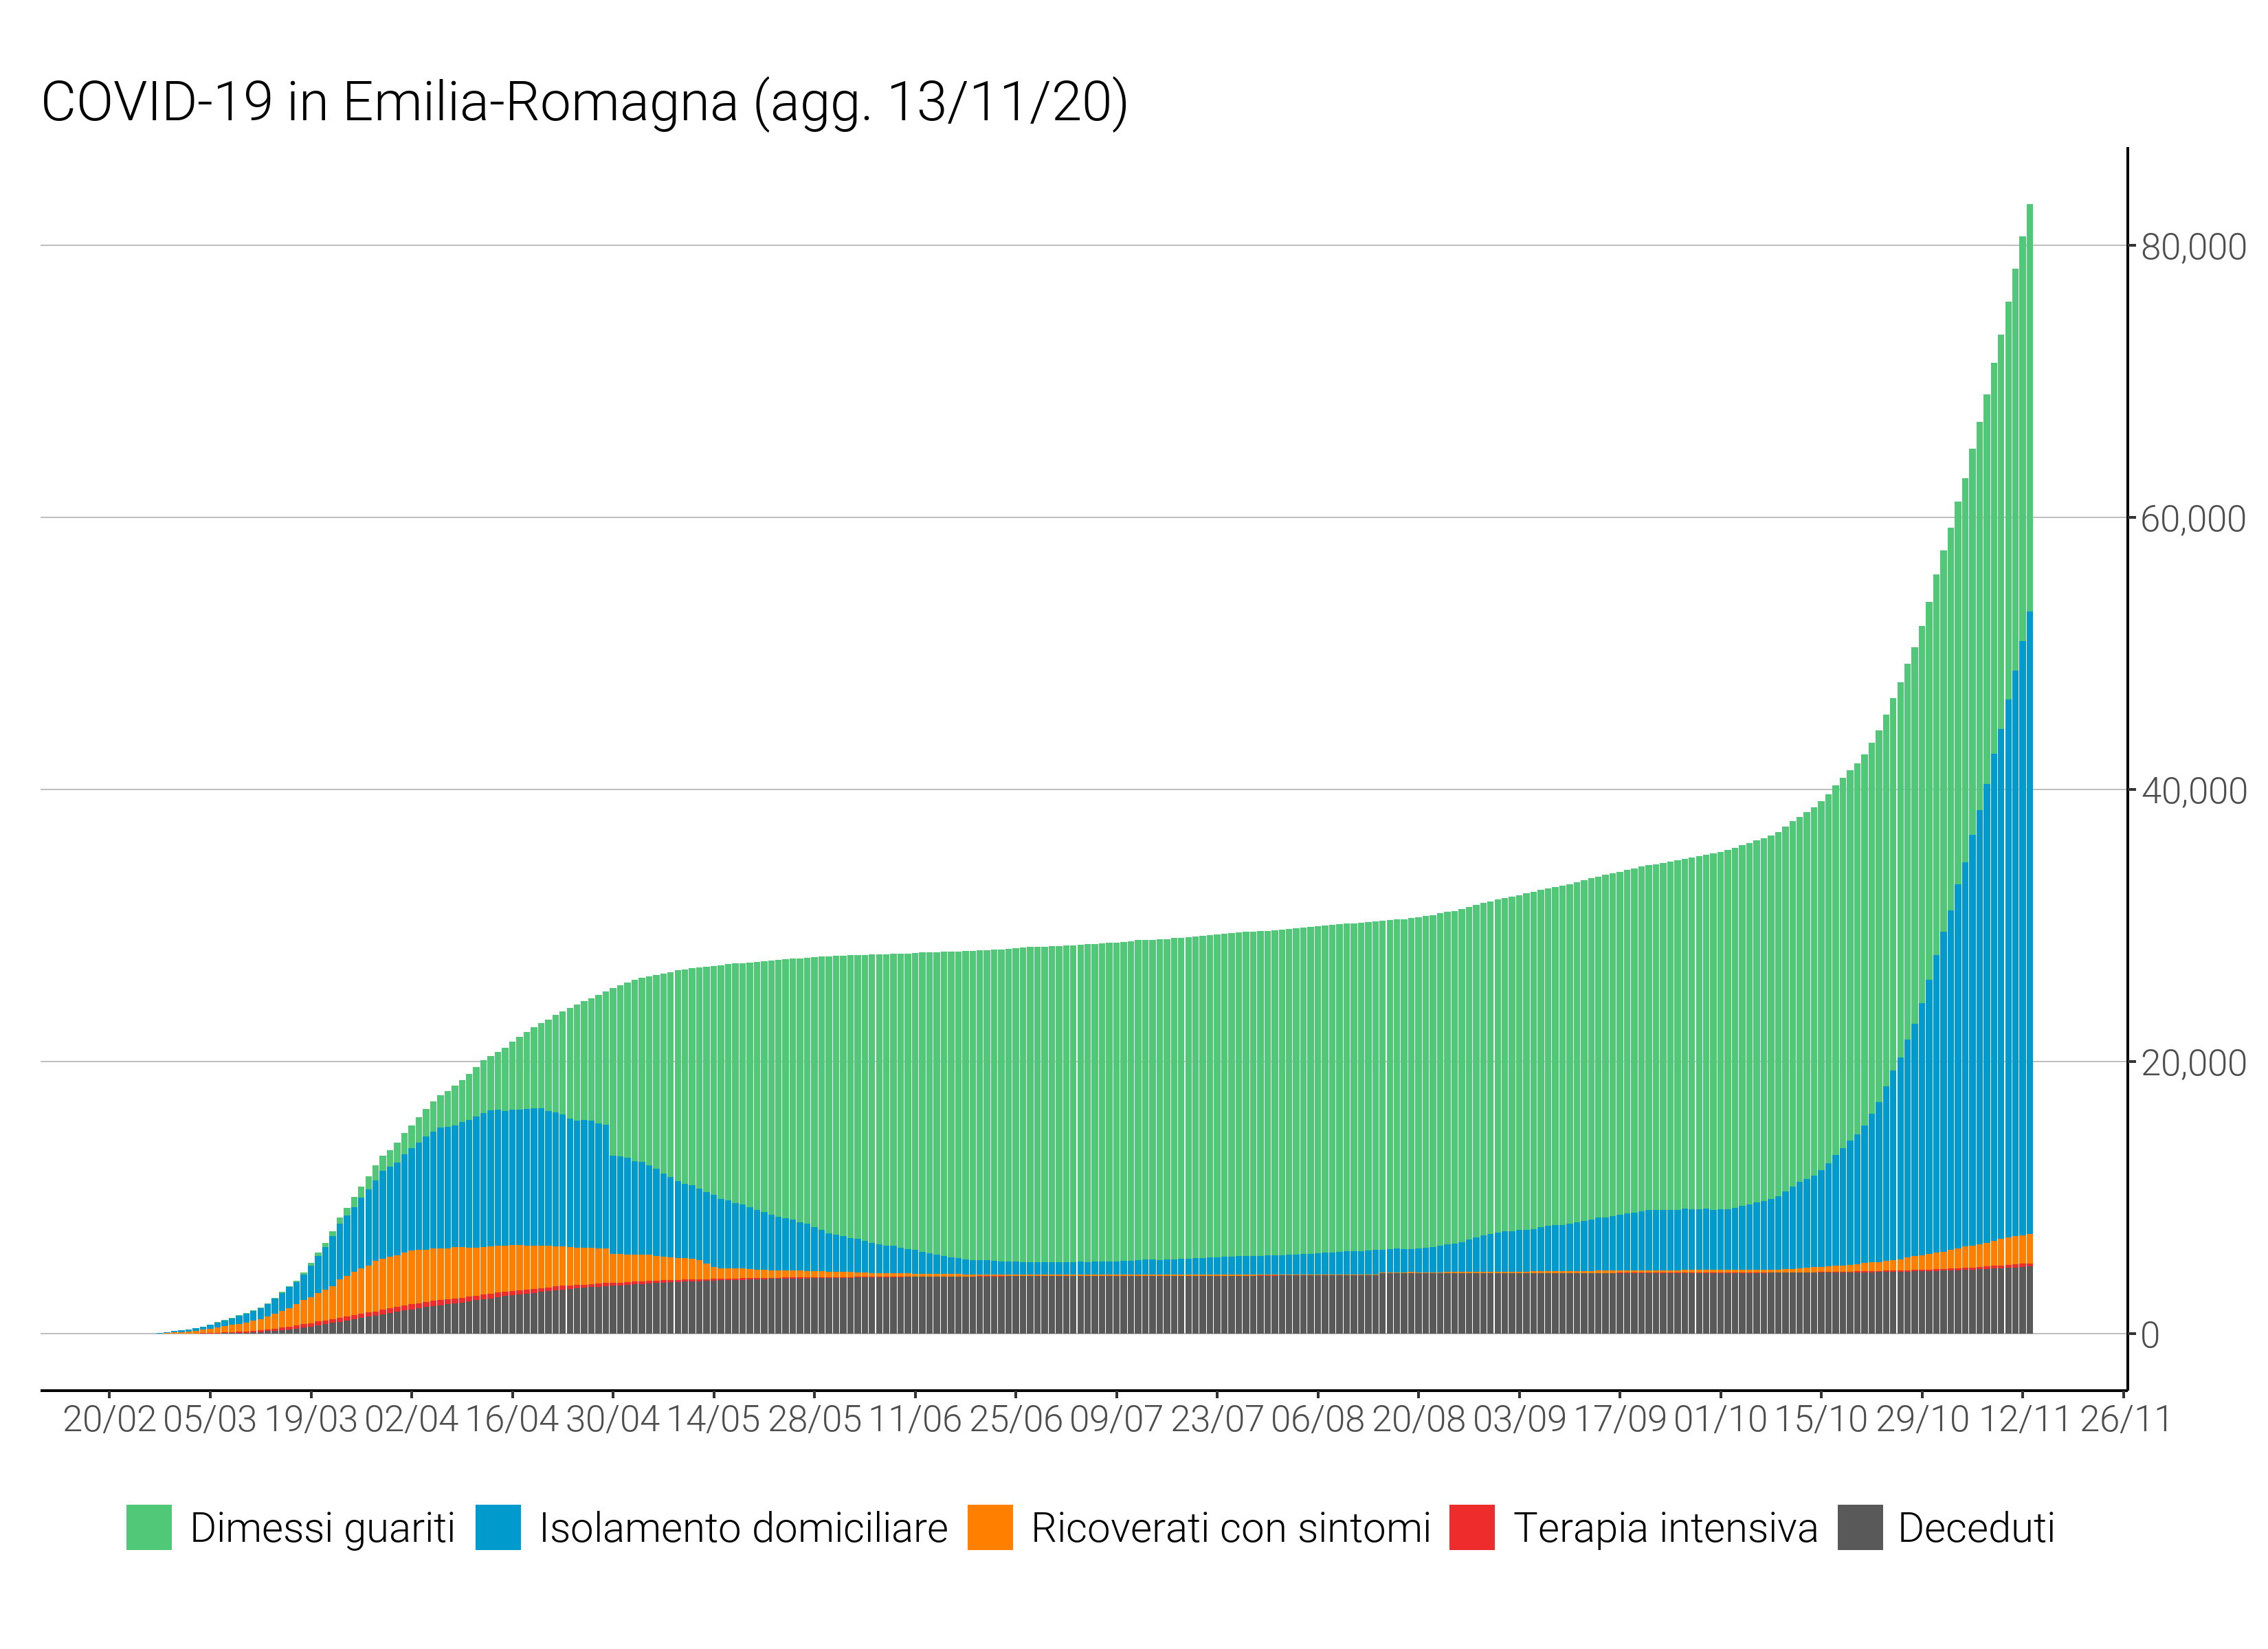 COVID-19 in Emilia-Romagna (agg. 13/11/20)
80,000
60,000
40,000
20,000
0
20/02 05/03 19/03 02/04 16/04 30/04 14/05 28/05 11/06 25/06 09/07 23/07 06/08 20/08 03/09 17/09 01/10 15/10 29/10 12/11 26/11
Dimessi guariti Isolamento domiciliare Ricoverati con sintomi Terapia intensiva Deceduti